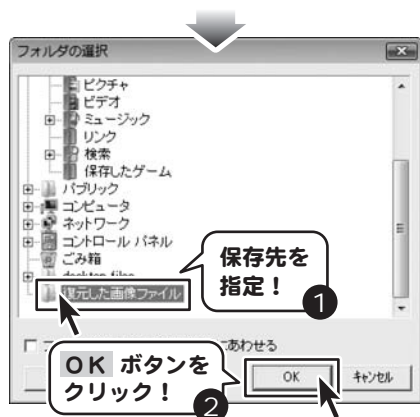 フォルダの選択
ピクチャ
ビデオ
ミュージック
リンク
検索
保存したゲーム
パブリック
コンピュータ
ネットワーク
コントロール パネル
ごみ箱
復元した画像ファイル
保存先を
指定！
1
にあわせる
OK ボタンを
クリック！
2
OK
キャンセル